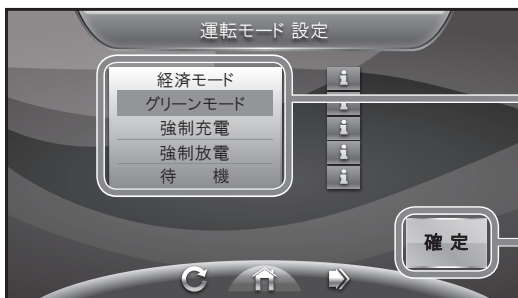 運転モード 設定
経済モード
i
グリーンモード
i
強制充電
i
強制放電
i
待 機
i
確 定